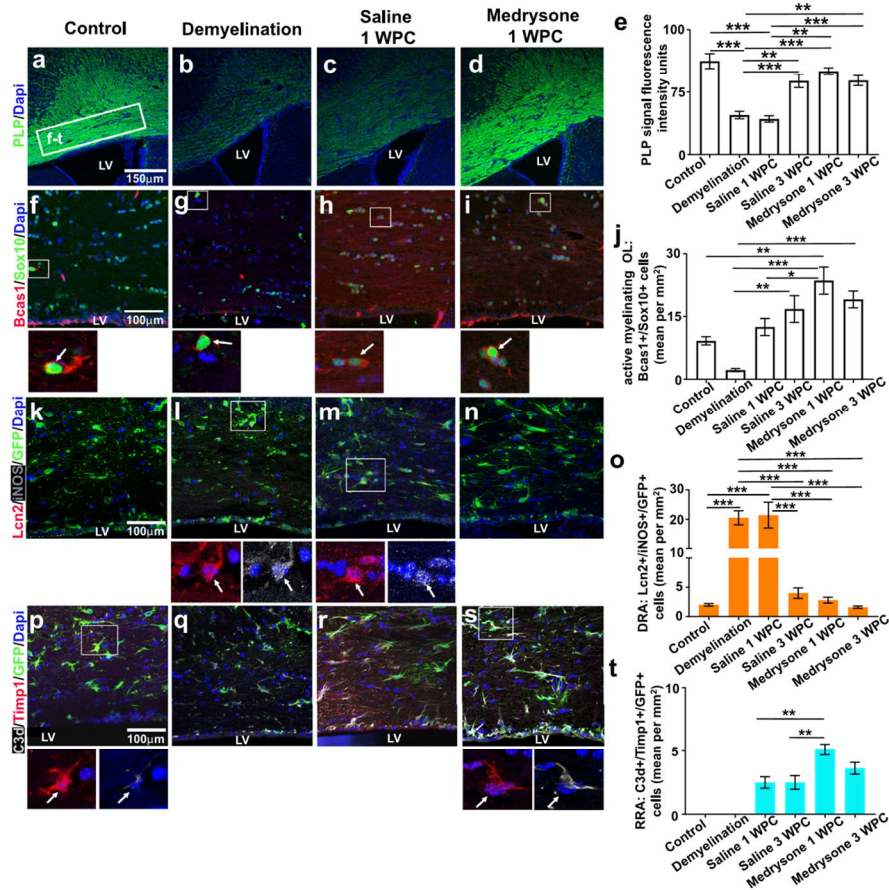 Control
Demyelination
Saline
1 WPC
Medrysone
1 WPC
PLP/Dapi
a
f-t
LV
150µm
b
LV
c
LV
d
LV
e
PLP signal fluorescence
intensity units
100
75
0
***
***
**
***
***
**
***
**
Control
Demyelination
Saline 1 WPC
Saline 3 WPC
Medrysone 1 WPC
Medrysone 3 WPC
Bcas1/Sox10/Dapi
f
100µm
LV
g
LV
h
LV
i
LV
j
active myelinating OL:
Bcas1+/Sox10+ cells
(mean per mm²)
30
15
0
***
**
***
*
**
Control
Demyelination
Saline 1 WPC
Saline 3 WPC
Medrysone 1 WPC
Medrysone 3 WPC
Lcn2/iNOS/GFP/Dapi
k
100µm
LV
l
LV
m
LV
n
LV
o
DRA: Lcn2+/iNOS+/GFP+
cells (mean per mm²)
30
20
10
5
0
***
***
***
***
***
***
***
***
Control
Demyelination
Saline 1 WPC
Saline 3 WPC
Medrysone 1 WPC
Medrysone 3 WPC
C3d/Timp1/GFP/Dapi
p
100µm
LV
q
LV
r
LV
s
LV
t
RRA: C3d+/Timp1+/GFP+
cells (mean per mm²)
10
5
0
**
**
Control
Demyelination
Saline 1 WPC
Saline 3 WPC
Medrysone 1 WPC
Medrysone 3 WPC